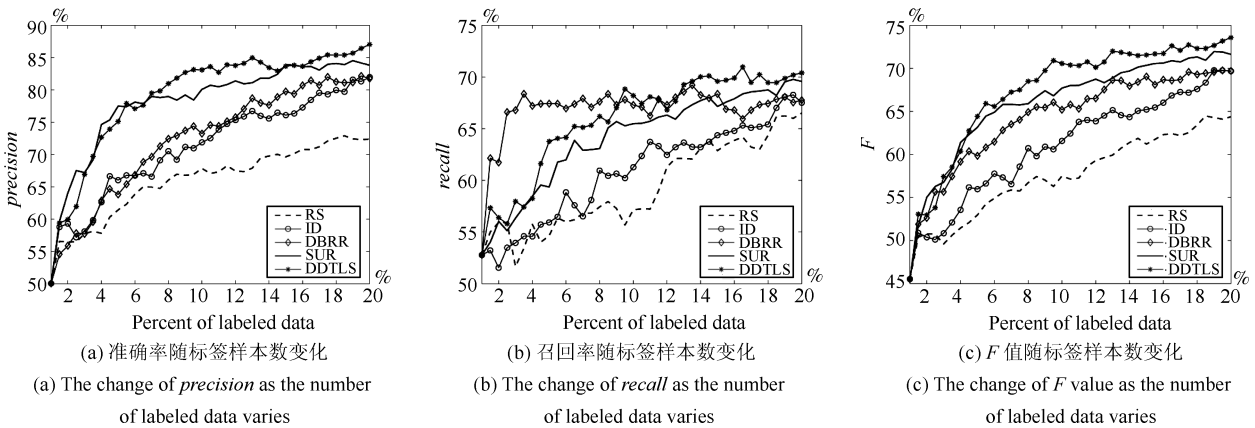 %
90
85
80
75
70
65
60
55
50
precision
RS
ID
DBRR
SUR
DDTLS
%
2 4 6 8 10 12 14 16 18 20
Percent of labeled data
(a) 准确率随标签样本数变化
(a) The change of precision as the number
of labeled data varies
%
75
70
65
60
55
50
recall
RS
ID
DBRR
SUR
DDTLS
%
2 4 6 8 10 12 14 16 18 20
Percent of labeled data
(b) 召回率随标签样本数变化
(b) The change of recall as the number
of labeled data varies
%
75
70
65
60
55
50
45
F
RS
ID
DBRR
SUR
DDTLS
%
2 4 6 8 10 12 14 16 18 20
Percent of labeled data
(c) F 值随标签样本数变化
(c) The change of F value as the number
of labeled data varies